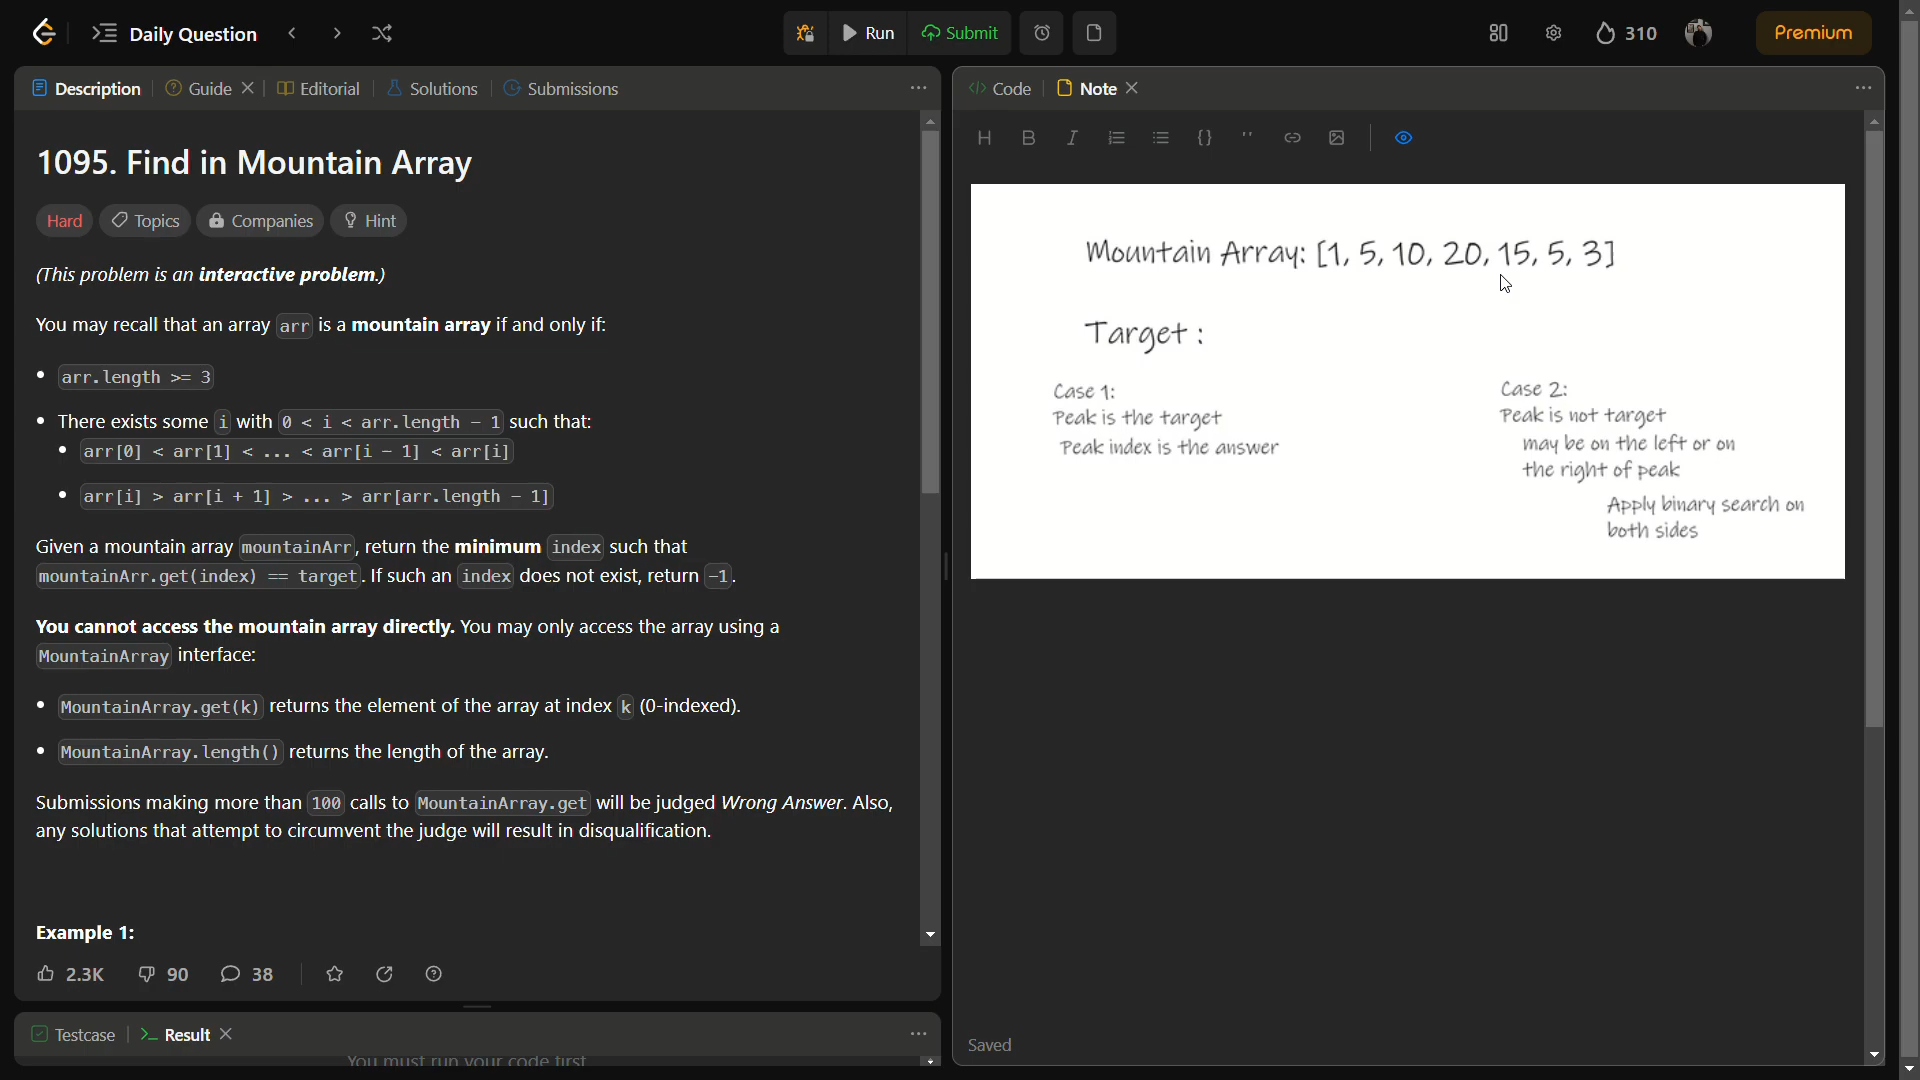 Daily Question
Run
Submit
310
Premium
Description
Guide
Editorial
Solutions
Submissions
Code
Note
1095. Find in Mountain Array
Hard
Topics
Companies
Hint
(This problem is an interactive problem.)
You may recall that an array arr is a mountain array if and only if:
• arr.length >= 3
• There exists some i with 0 < i < arr.length - 1 such that:
• arr[0] < arr[1] < ... < arr[i - 1] < arr[i]
• arr[i] > arr[i + 1] > ... > arr[arr.length - 1]
Given a mountain array mountainArr, return the minimum index such that
mountainArr.get(index) == target. If such an index does not exist, return -1.
You cannot access the mountain array directly. You may only access the array using a
MountainArray interface:
• MountainArray.get(k) returns the element of the array at index k (0-indexed).
• MountainArray.length() returns the length of the array.
Submissions making more than 100 calls to MountainArray.get will be judged Wrong Answer. Also,
any solutions that attempt to circumvent the judge will result in disqualification.
Example 1:
2.3K
90
38
Testcase
Result
You must run your code first
H B I {} "
Mountain Array: [1, 5, 10, 20, 15, 5, 3]
Target :
Case 1:
Peak is the target
Peak index is the answer
Case 2:
Peak is not target
may be on the left or on
the right of peak
Apply binary search on
both sides
Saved